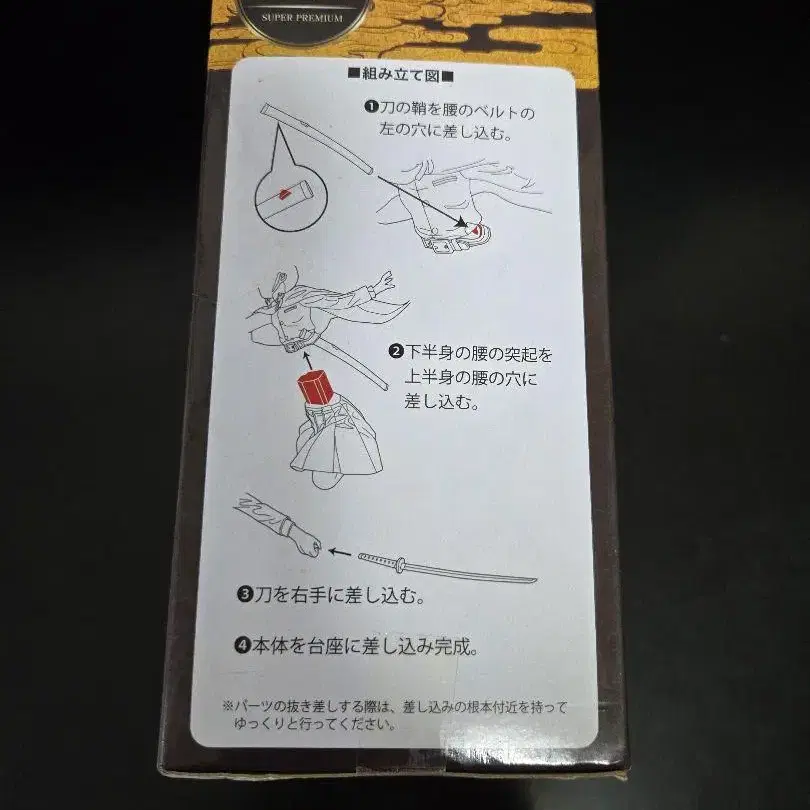 SUPER PREMIUM
■組み立て図■
❶刀の鞘を腰のベルトの
左の穴に差し込む。
❷下半身の腰の突起を
上半身の腰の穴に
差し込む。
❸刀を右手に差し込む。
❹本体を台座に差し込み完成。
※パーツの抜き差しする際は、差し込みの根本付近を持って
ゆっくりと行ってください。